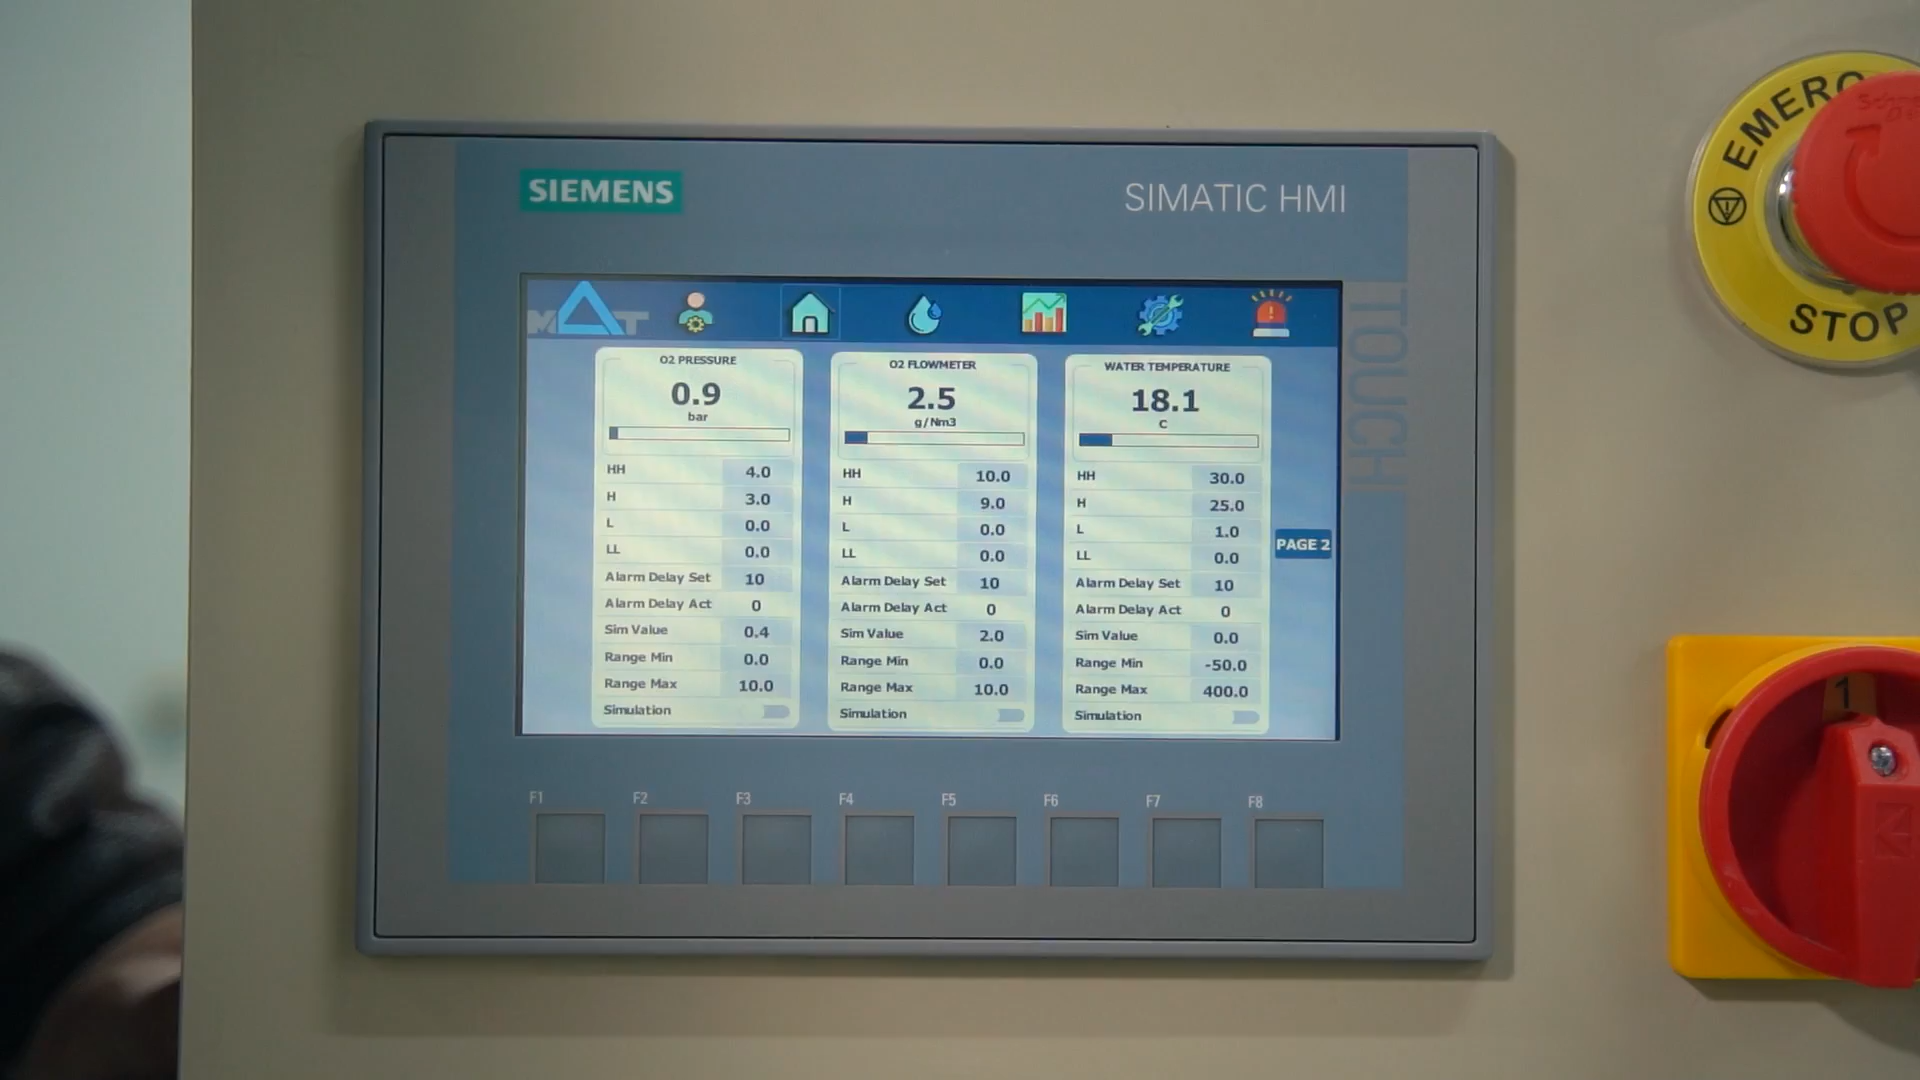 SIEMENS
SIMATIC HMI
TOUCH
MAT
O2 PRESSURE
0.9
bar
HH 4.0
H 3.0
L 0.0
LL 0.0
Alarm Delay Set 10
Alarm Delay Act 0
Sim Value 0.4
Range Min 0.0
Range Max 10.0
Simulation
O2 FLOWMETER
2.5
g/Nm3
HH 10.0
H 9.0
L 0.0
LL 0.0
Alarm Delay Set 10
Alarm Delay Act 0
Sim Value 2.0
Range Min 0.0
Range Max 10.0
Simulation
WATER TEMPERATURE
18.1
C
HH 30.0
H 25.0
L 1.0
LL 0.0
Alarm Delay Set 10
Alarm Delay Act 0
Sim Value 0.0
Range Min -50.0
Range Max 400.0
Simulation
PAGE 2
F1 F2 F3 F4 F5 F6 F7 F8
EMERG
STOP
1